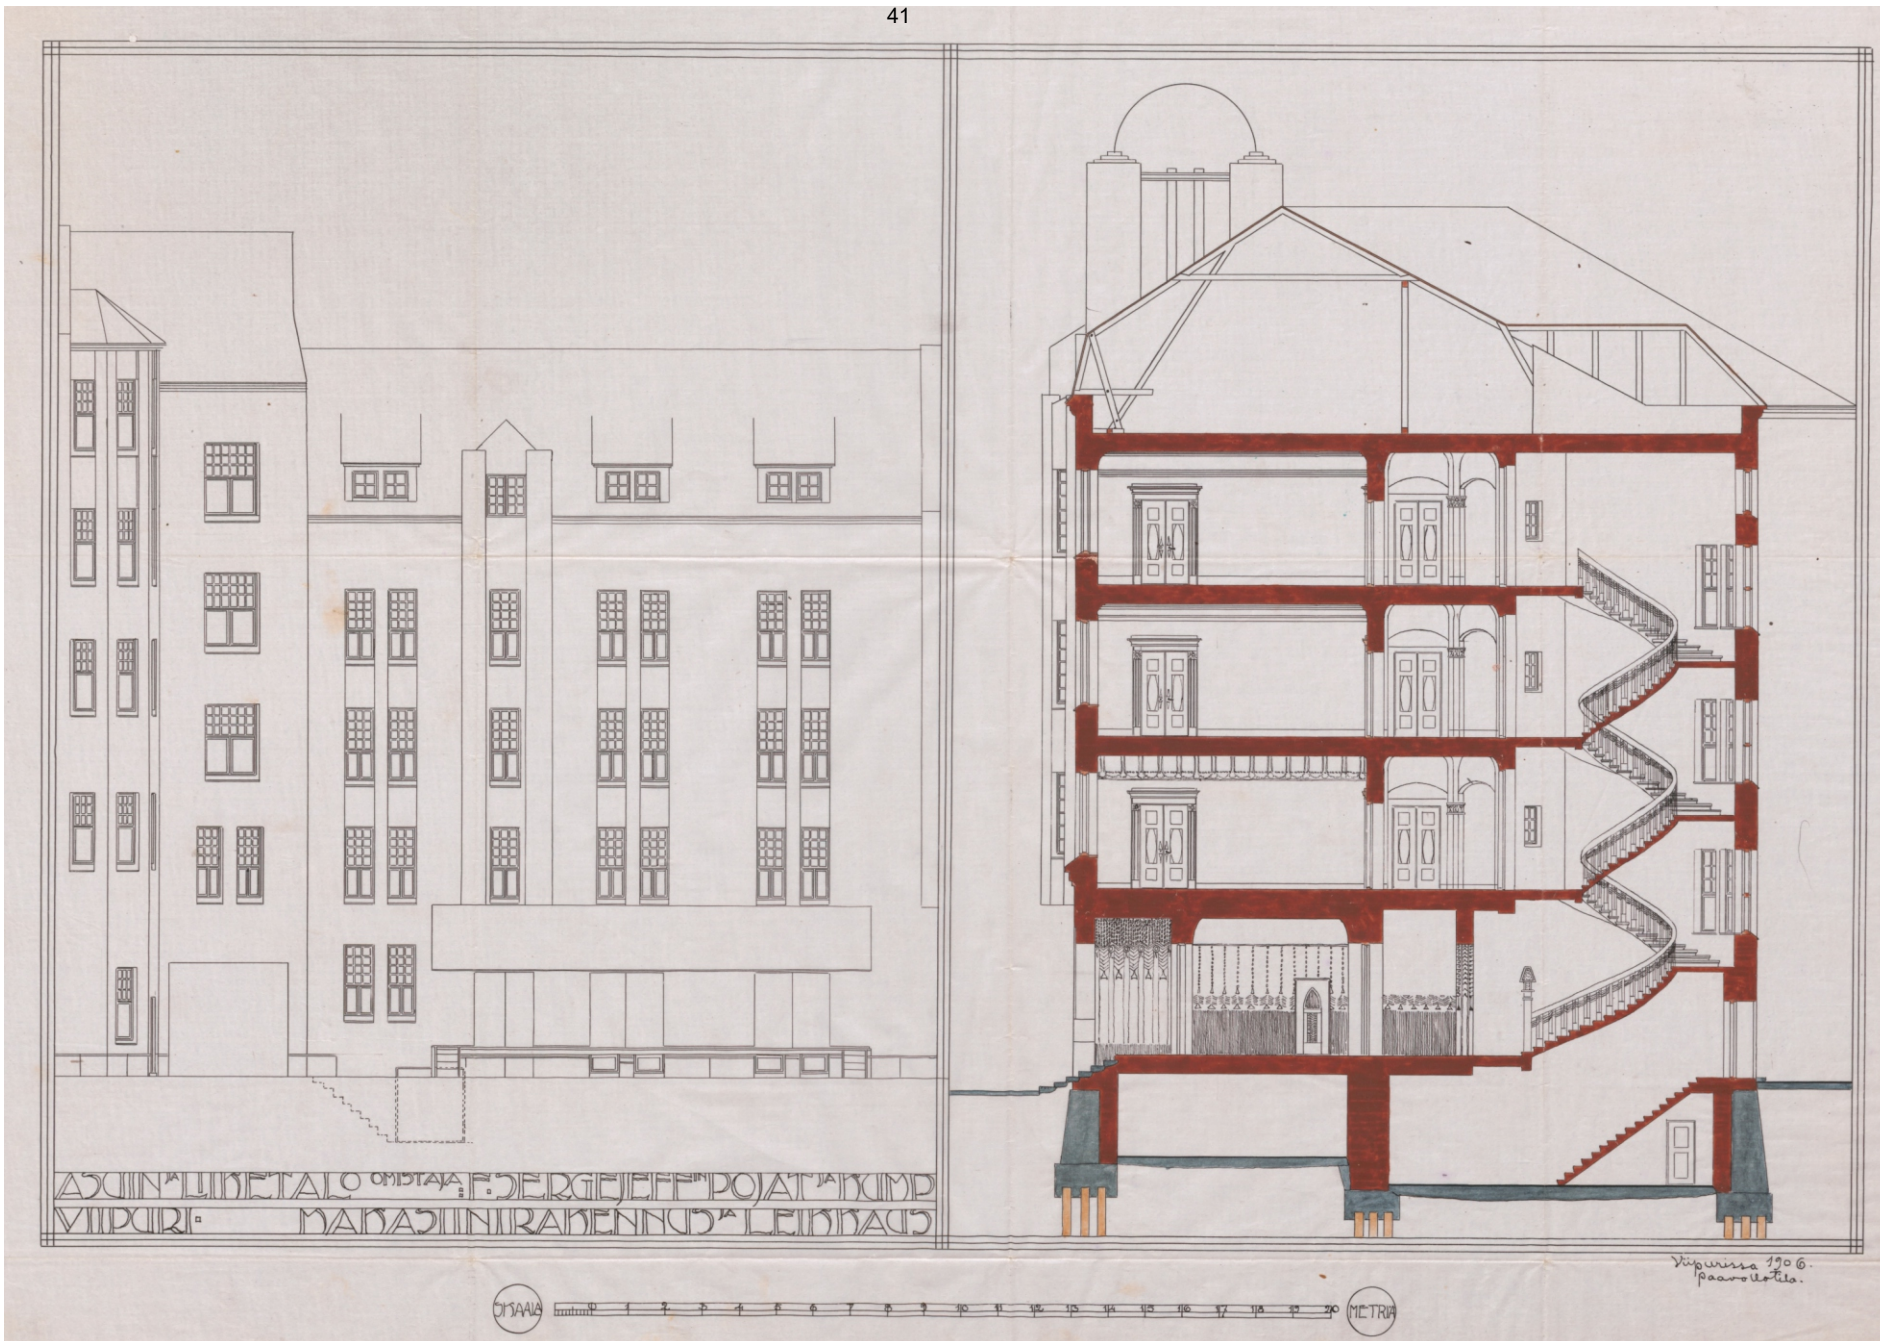 41
ASUIN JA LIIKETALO OMISTAJA: F. SERGEJEFF IN POJAT JA KUMP
VIIPURI: MAKASIINIRAKENNUS JA LEIKKAUS
Viipurissa 1906.
Paavo Uotila.
SKAALA 0 1 2 3 4 5 6 7 8 9 10 11 12 13 14 15 16 17 18 19 20 METRIÄ